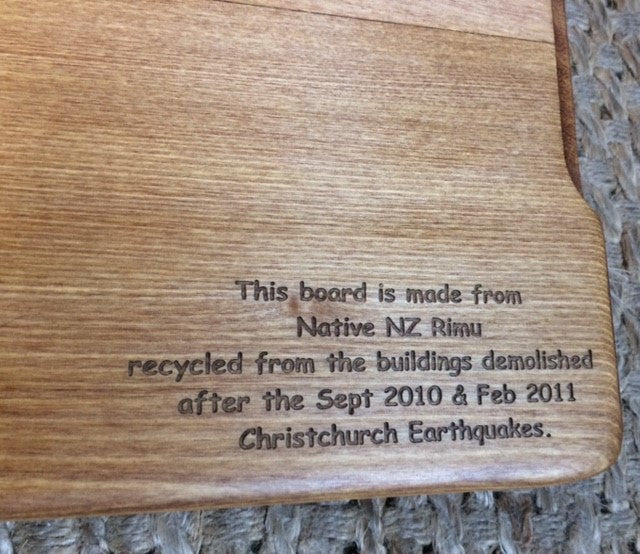 This board is made from
Native NZ Rimu
recycled from the buildings demolished
after the Sept 2010 & Feb 2011
Christchurch Earthquakes.